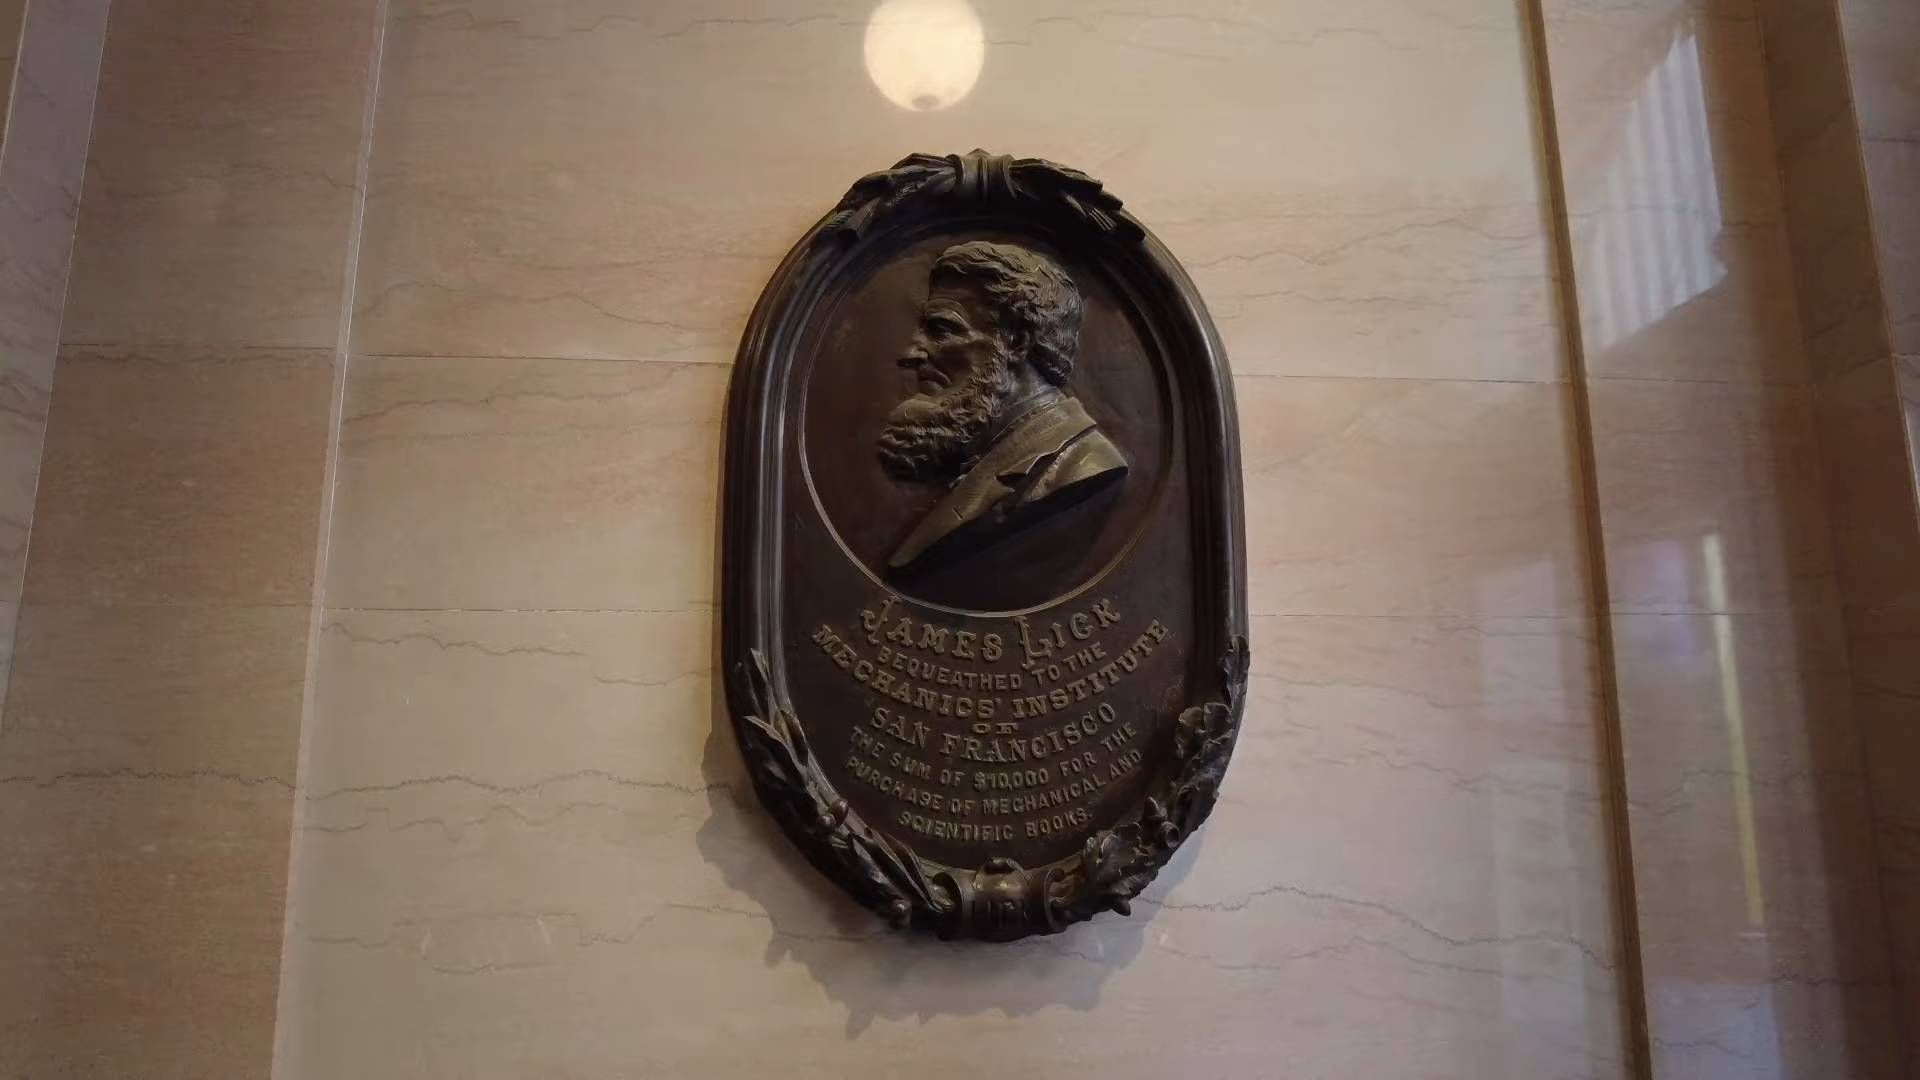 JAMES LICK
BEQUEATHED TO THE
MECHANICS' INSTITUTE
OF
SAN FRANCISCO
THE SUM OF $10,000 FOR THE
PURCHASE OF MECHANICAL AND
SCIENTIFIC BOOKS.